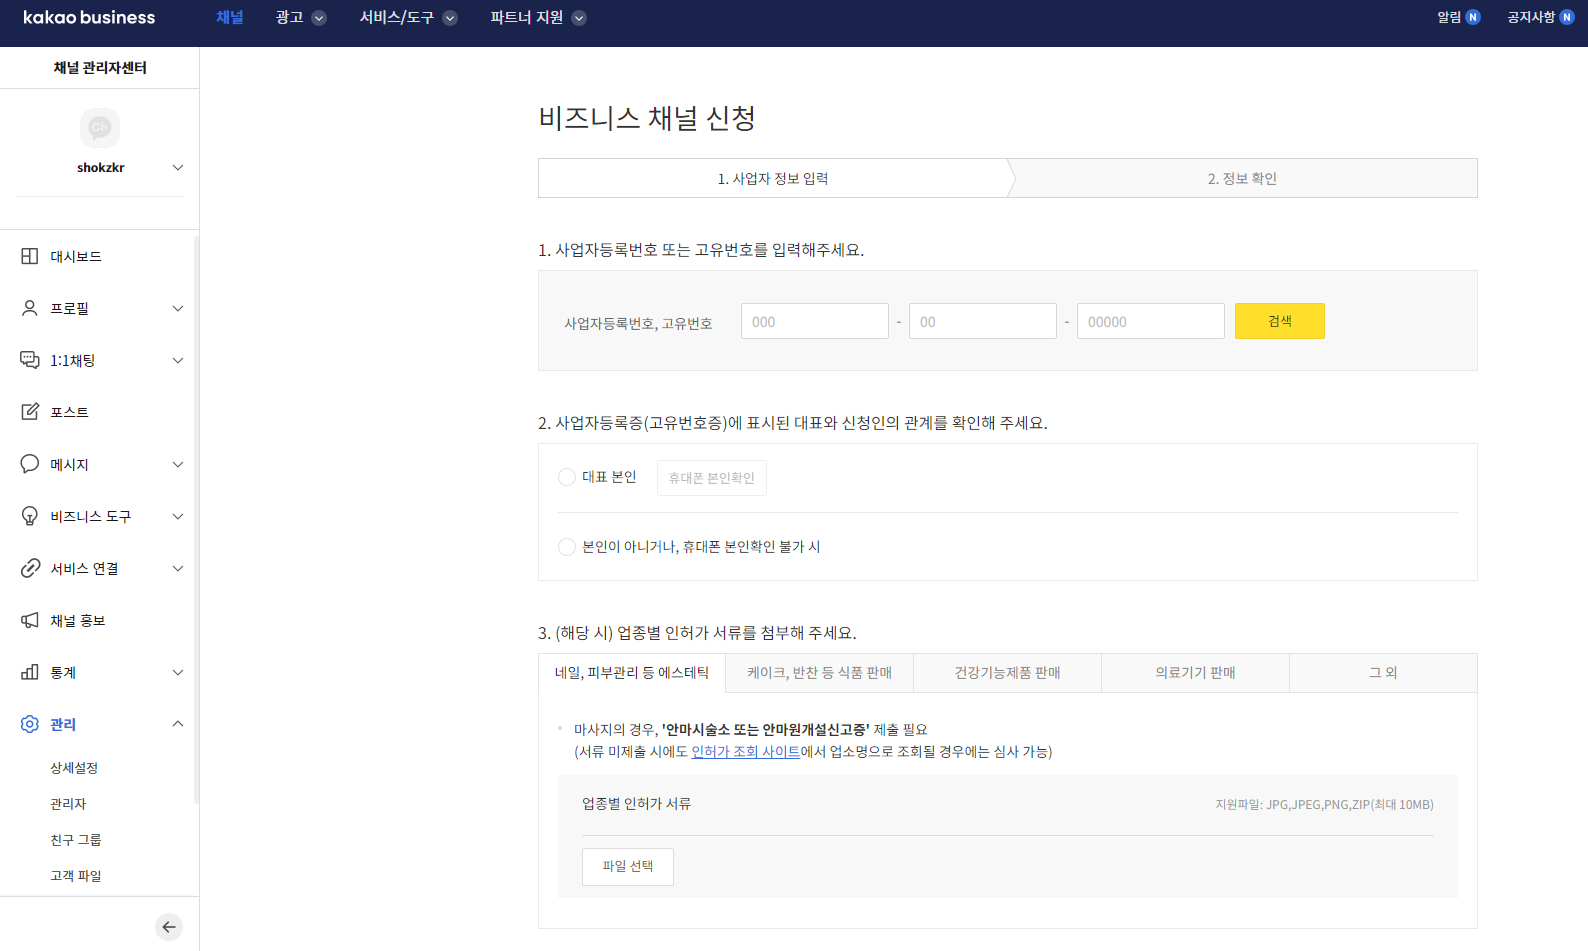 kakao business
채널
광고
서비스/도구
파트너 지원
알림 N
공지사항 N
채널 관리자센터
Ch
shokzkr
대시보드
프로필
1:1채팅
포스트
메시지
비즈니스 도구
서비스 연결
채널 홍보
통계
관리
상세설정
관리자
친구 그룹
고객 파일
비즈니스 채널 신청
1. 사업자 정보 입력
2. 정보 확인
1. 사업자등록번호 또는 고유번호를 입력해주세요.
사업자등록번호, 고유번호
000 - 00 - 00000
검색
2. 사업자등록증(고유번호증)에 표시된 대표와 신청인의 관계를 확인해 주세요.
대표 본인
휴대폰 본인확인
본인이 아니거나, 휴대폰 본인확인 불가 시
3. (해당 시) 업종별 인허가 서류를 첨부해 주세요.
네일, 피부관리 등 에스테틱
케이크, 반찬 등 식품 판매
건강기능제품 판매
의료기기 판매
그 외
마사지의 경우, '안마시술소 또는 안마원개설신고증' 제출 필요
(서류 미제출 시에도 인허가 조회 사이트에서 업소명으로 조회될 경우에는 심사 가능)
업종별 인허가 서류
지원파일: JPG,JPEG,PNG,ZIP(최대 10MB)
파일 선택